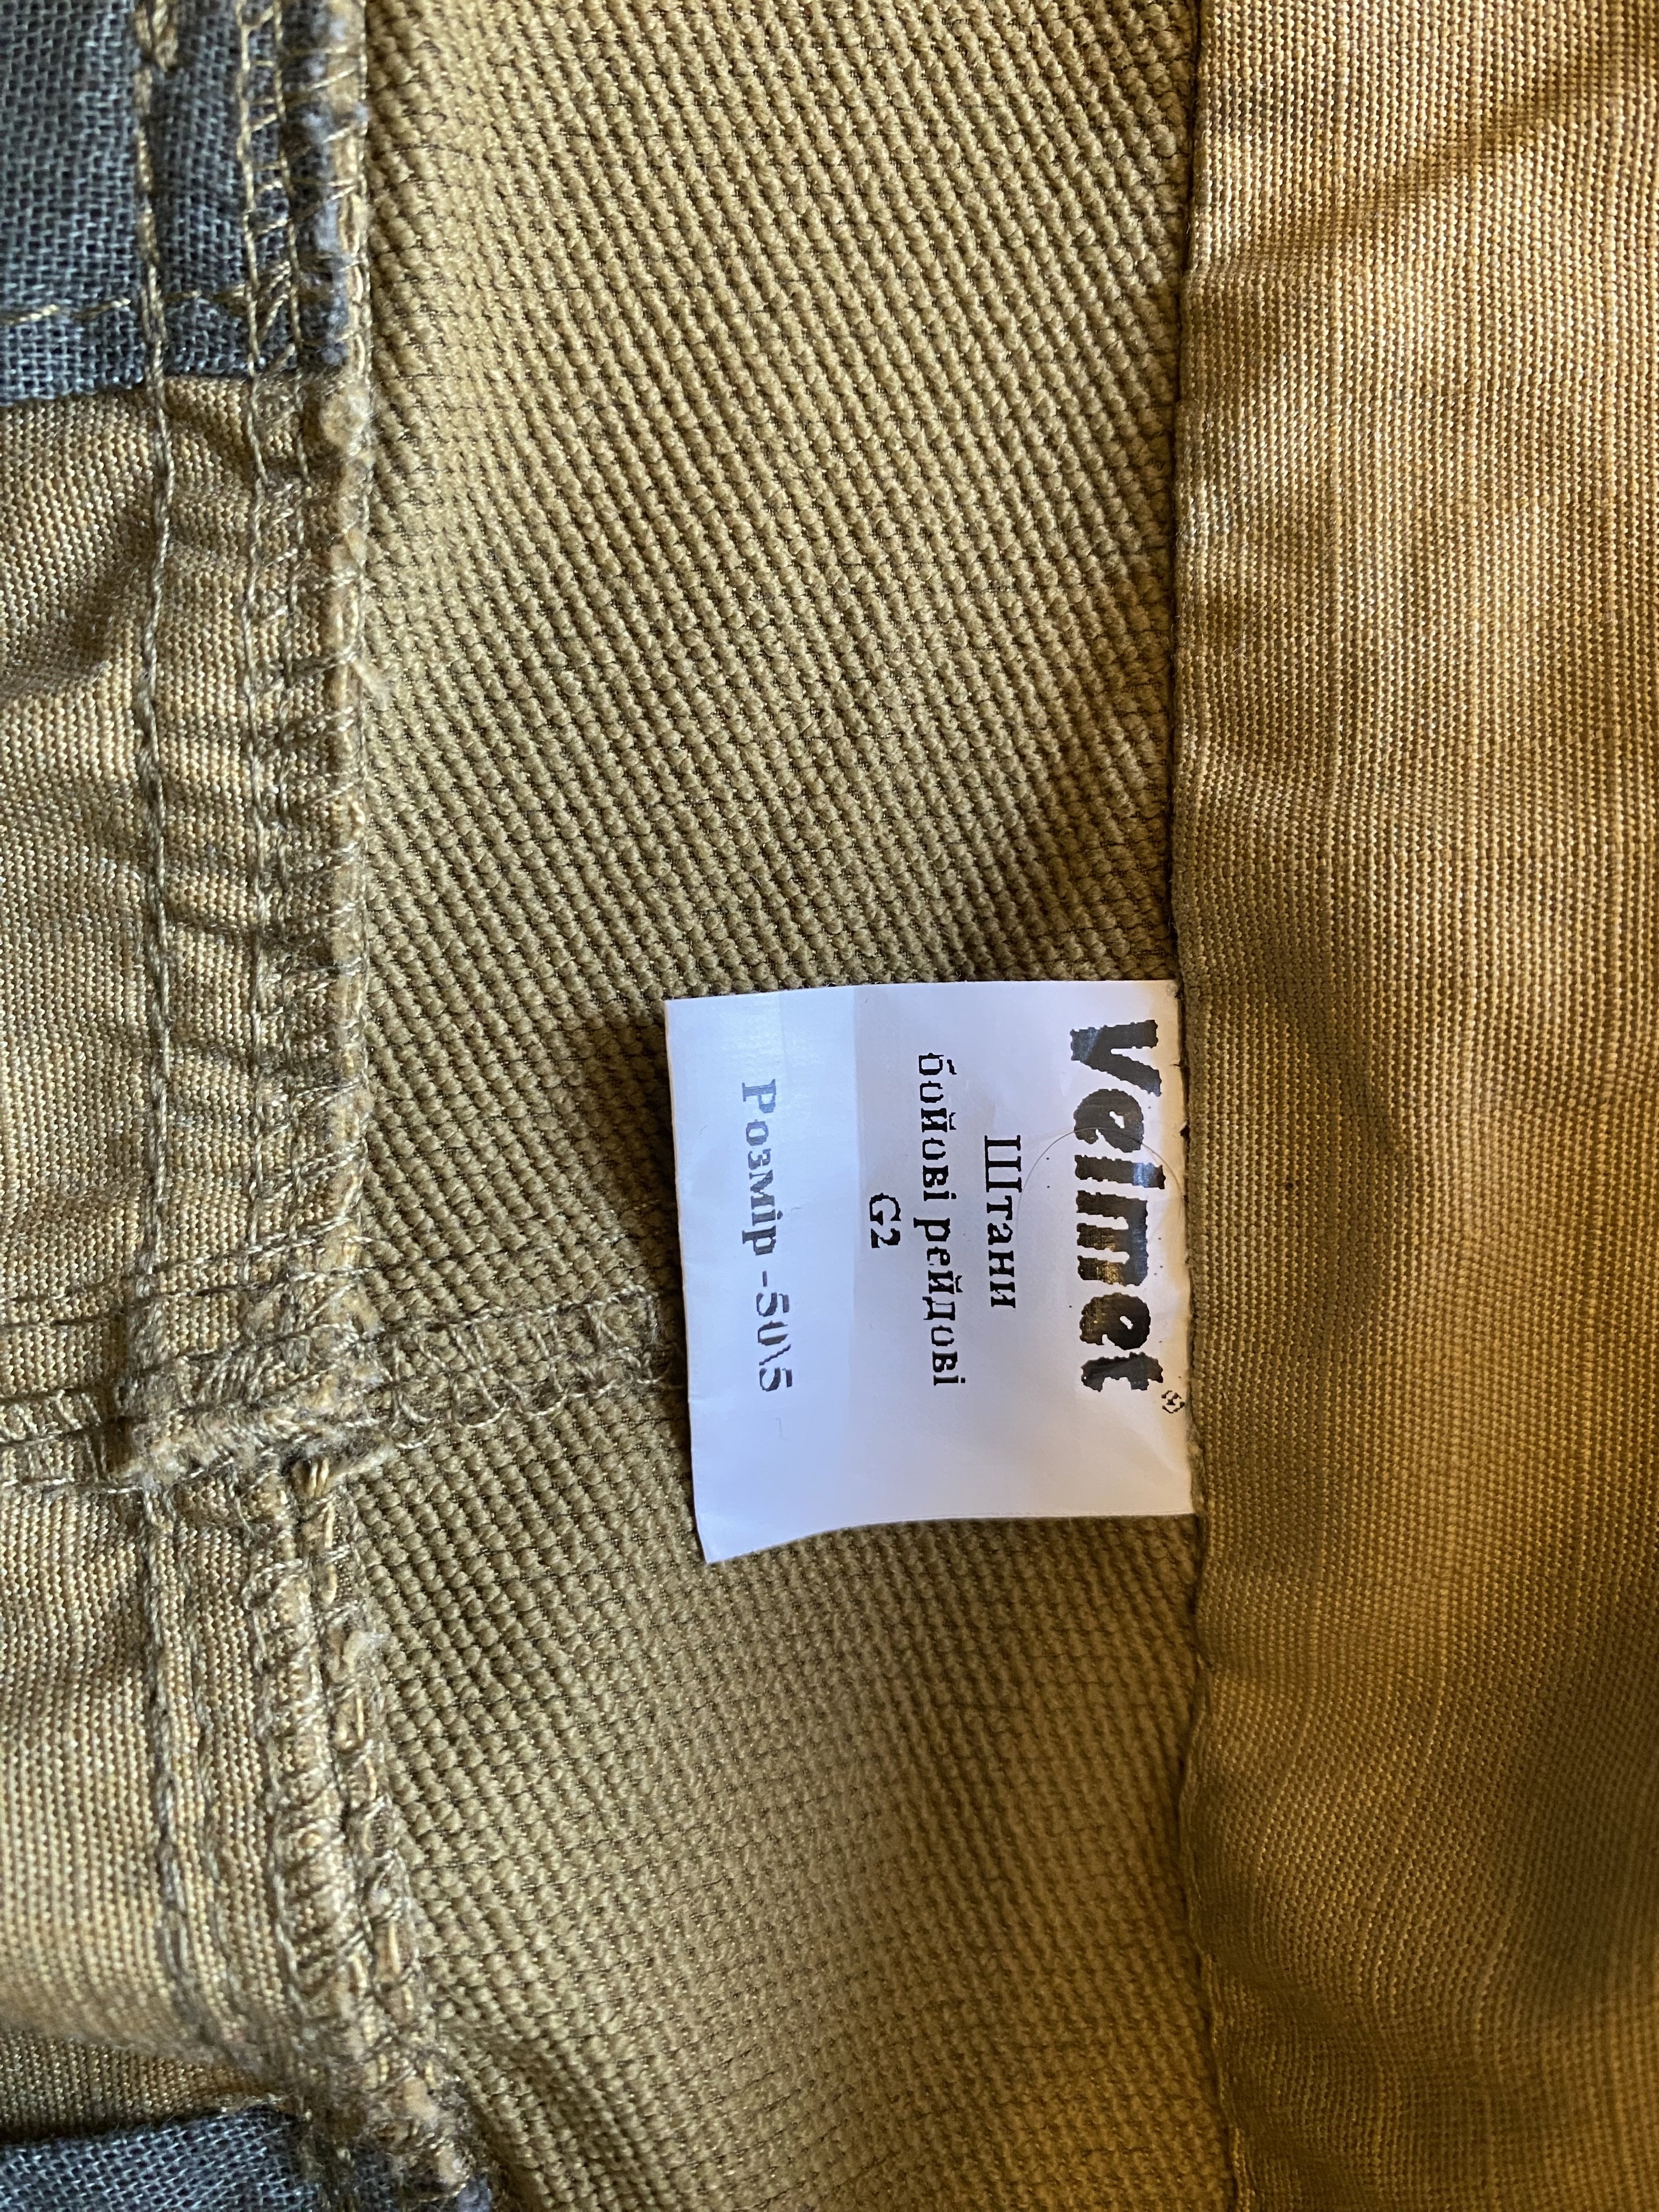 Velmet®
Штани
бойові рейдові
G2
Розмір -50\5